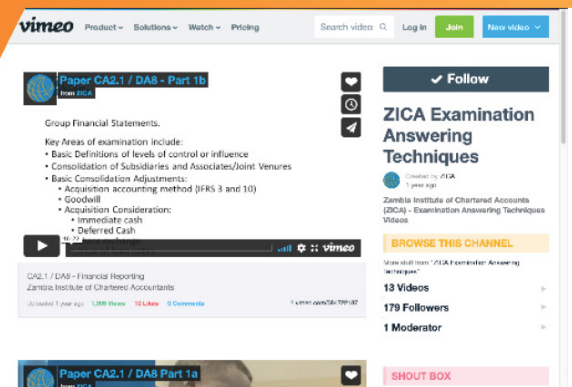 vimeo Product Solutions Watch Pricing Search video Log in Join New video
Paper CA2.1 / DA8 - Part 1b
from ZICA
Group Financial Statements.
Key Areas of examination include:
• Basic Definitions of levels of control or influence
• Consolidation of Subsidiaries and Associates/Joint Venures
• Basic Consolidation Adjustments:
• Acquisition accounting method (IFRS 3 and 10)
• Goodwill
• Acquisition Consideration:
• Immediate cash
• Deferred Cash
vimeo
CA2.1 / DA8 - Financial Reporting
Zambia Institute of Chartered Accountants
Uploaded 1 year ago 10 Likes 0 Comments
Paper CA2.1 / DA8 Part 1a
from ZICA
Follow
ZICA Examination
Answering
Techniques
Created by ZICA
1 year ago
Zambia Institute of Chartered Accounts
(ZICA) - Examination Answering Techniques
Videos
BROWSE THIS CHANNEL
More stuff from "ZICA Examination Answering
Techniques"
13 Videos
179 Followers
1 Moderator
SHOUT BOX